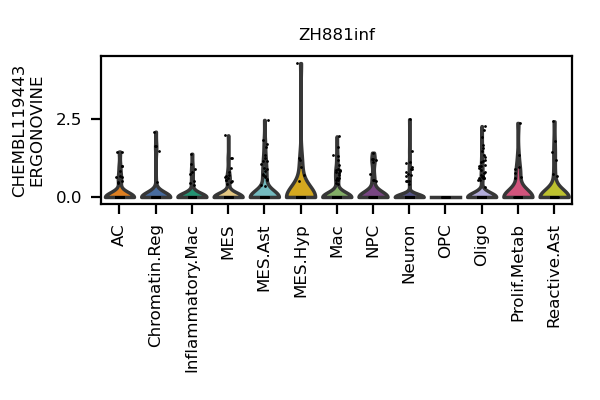 ZH881inf
CHEMBL119443
ERGONOVINE
2.5
0.0
AC
Chromatin.Reg
Inflammatory.Mac
MES
MES.Ast
MES.Hyp
Mac
NPC
Neuron
OPC
Oligo
Prolif.Metab
Reactive.Ast